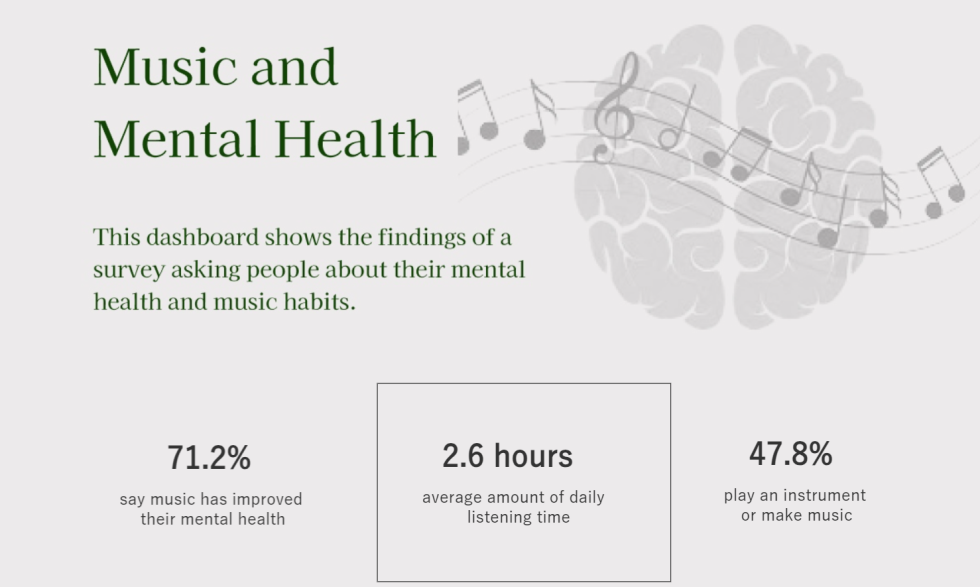 Music and
Mental Health
This dashboard shows the findings of a
survey asking people about their mental
health and music habits.
71.2%
say music has improved
their mental health
2.6 hours
average amount of daily
listening time
47.8%
play an instrument
or make music